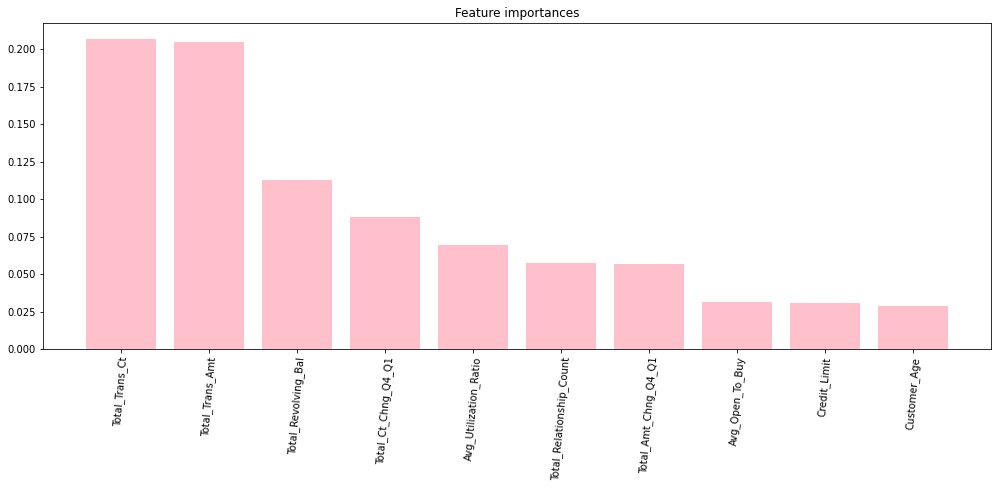 Feature importances
0.200
0.175
0.150
0.125
0.100
0.075
0.050
0.025
0.000
Total_Trans_Ct
Total_Trans_Amt
Total_Revolving_Bal
Total_Ct_Chng_Q4_Q1
Avg_Utilization_Ratio
Total_Relationship_Count
Total_Amt_Chng_Q4_Q1
Avg_Open_To_Buy
Credit_Limit
Customer_Age